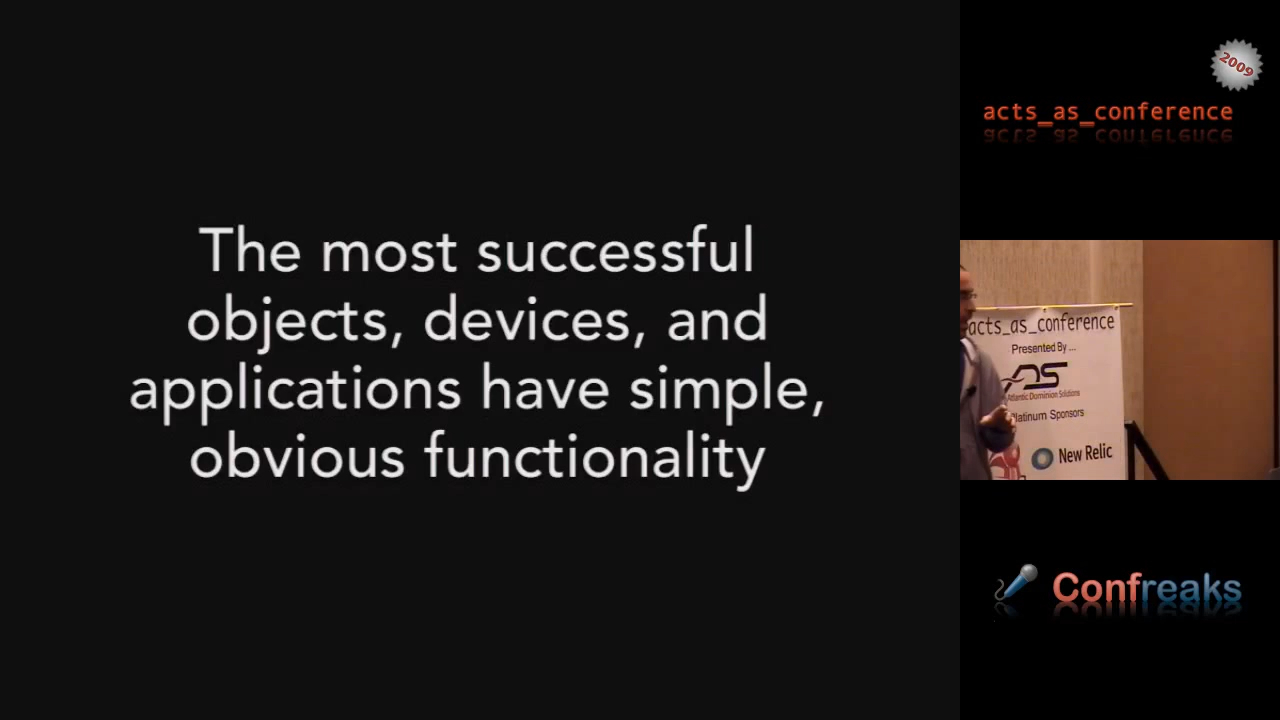 The most successful
objects, devices, and
applications have simple,
obvious functionality
2009
acts_as_conference
acts_as_conference
Presented By ...
ADS
Atlantic Dominion Solutions
Platinum Sponsors
New Relic
Confreaks